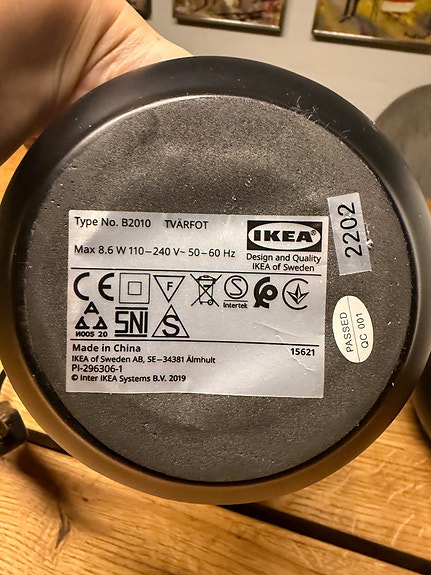 Type No. B2010 TVÄRFOT
Max 8.6 W 110–240 V~ 50–60 Hz
IKEA®
Design and Quality
IKEA of Sweden
2202
CE
F
S
Intertek
N005 20
SNI
S
PASSED
QC 001
Made in China
15621
IKEA of Sweden AB, SE–34381 Älmhult
PI-296306-1
© Inter IKEA Systems B.V. 2019